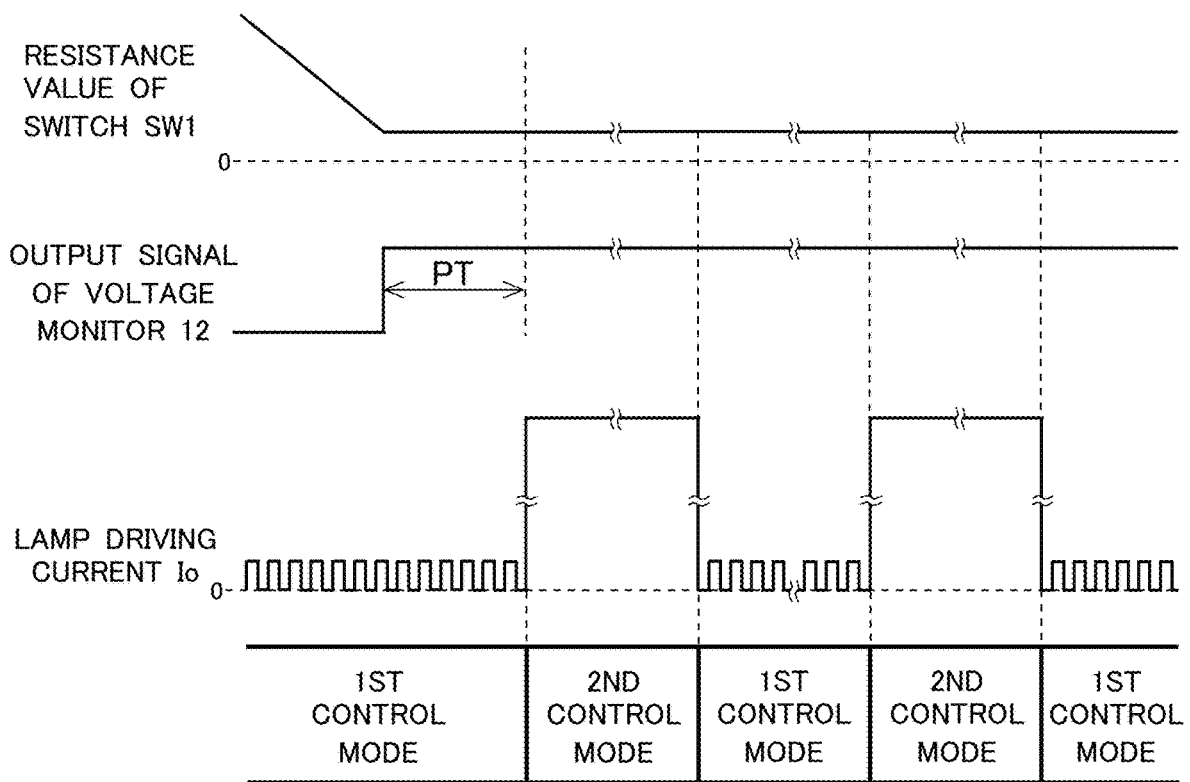 RESISTANCE
VALUE OF
SWITCH SW1
0
OUTPUT SIGNAL
OF VOLTAGE
MONITOR 12
PT
LAMP DRIVING
CURRENT Io
0
1ST
CONTROL
MODE
2ND
CONTROL
MODE
1ST
CONTROL
MODE
2ND
CONTROL
MODE
1ST
CONTROL
MODE